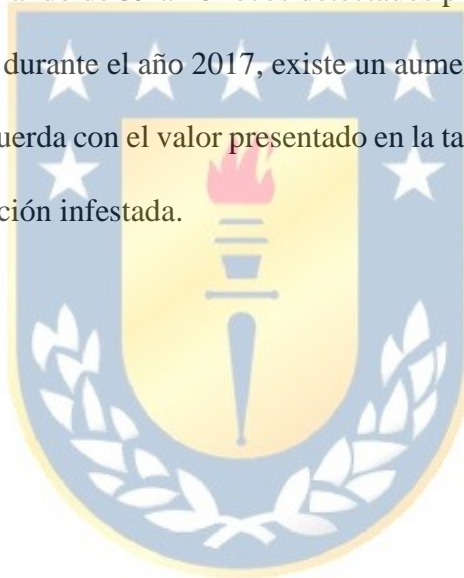 durante el año 2017, existe un aume
uerda con el valor presentado en la ta
ción infestada.